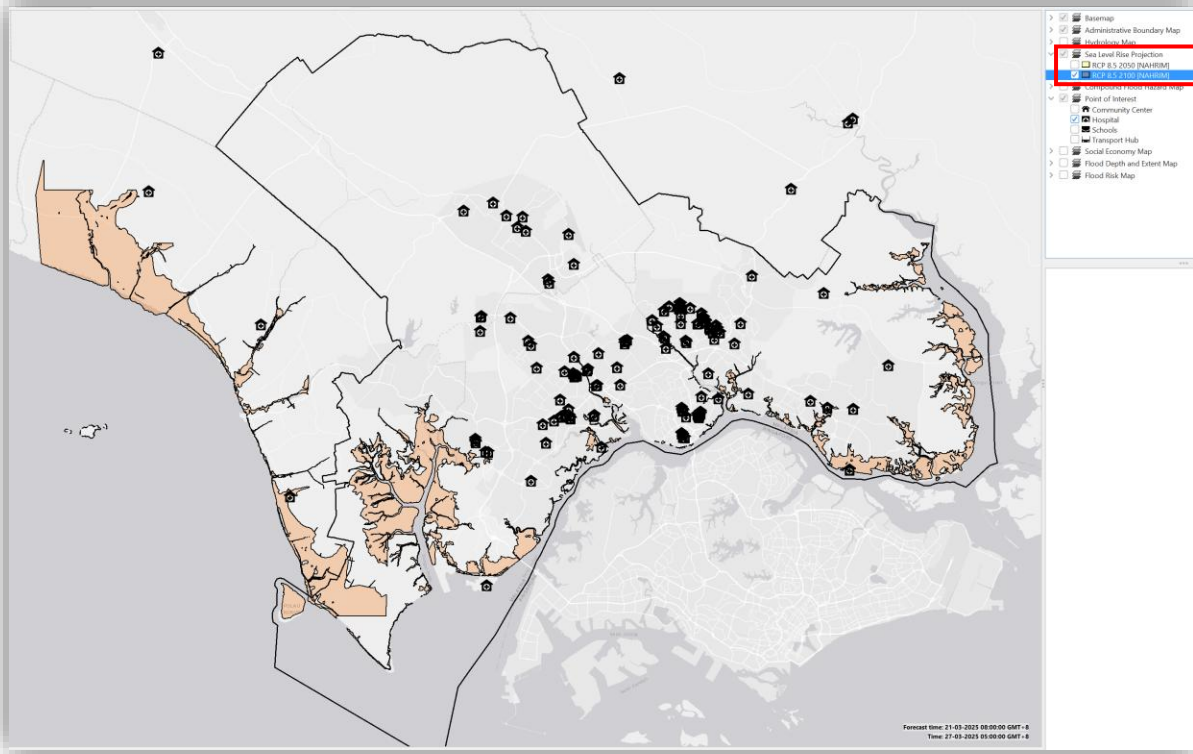 Basemap
Administrative Boundary Map
Hydrology Map
Sea Level Rise Projection
RCP 8.5 2050 [NAHRIM]
RCP 8.5 2100 [NAHRIM]
Compound Flood Hazard Map
Point of Interest
Community Center
Hospital
Schools
Transport Hub
Social Economy Map
Flood Depth and Extent Map
Flood Risk Map
Forecast time: 21-03-2025 08:00:00 GMT+8
Time: 27-03-2025 05:00:00 GMT+8